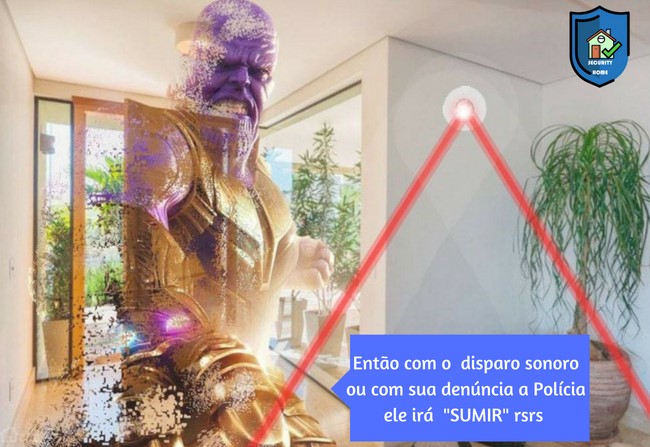 SECURITY
HOME
Então com o disparo sonoro
ou com sua denúncia a Polícia
ele irá "SUMIR" rsrs